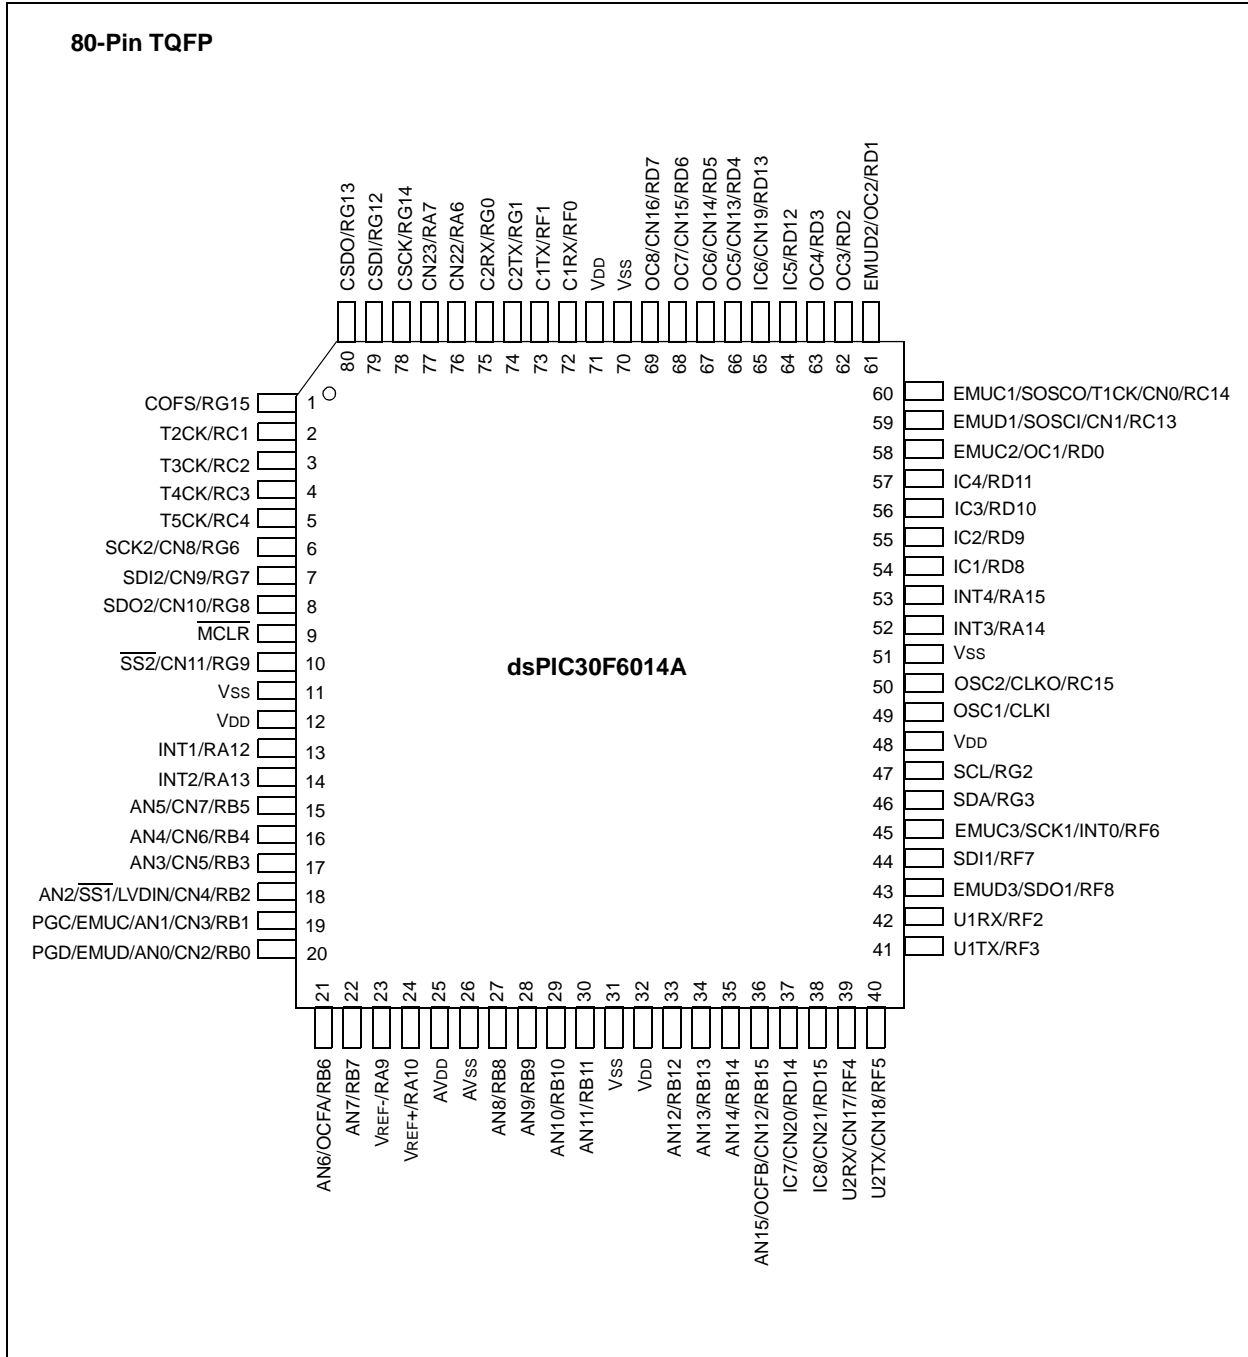 80-Pin TQFP
CSDO/RG13
CSDI/RG12
CSCK/RG14
CN23/RA7
CN22/RA6
C2RX/RG0
C2TX/RG1
C1TX/RF1
C1RX/RF0
VDD
VSS
OC8/CN16/RD7
OC7/CN15/RD6
OC6/CN14/RD5
OC5/CN13/RD4
IC6/CN19/RD13
IC5/RD12
OC4/RD3
OC3/RD2
EMUD2/OC2/RD1
80
79
78
77
76
75
74
73
72
71
70
69
68
67
66
65
64
63
62
61
COFS/RG15 1
T2CK/RC1 2
T3CK/RC2 3
T4CK/RC3 4
T5CK/RC4 5
SCK2/CN8/RG6 6
SDI2/CN9/RG7 7
SDO2/CN10/RG8 8
MCLR 9
SS2/CN11/RG9 10
VSS 11
VDD 12
INT1/RA12 13
INT2/RA13 14
AN5/CN7/RB5 15
AN4/CN6/RB4 16
AN3/CN5/RB3 17
AN2/SS1/LVDIN/CN4/RB2 18
PGC/EMUC/AN1/CN3/RB1 19
PGD/EMUD/AN0/CN2/RB0 20
dsPIC30F6014A
60 EMUC1/SOSCO/T1CK/CN0/RC14
59 EMUD1/SOSCI/CN1/RC13
58 EMUC2/OC1/RD0
57 IC4/RD11
56 IC3/RD10
55 IC2/RD9
54 IC1/RD8
53 INT4/RA15
52 INT3/RA14
51 VSS
50 OSC2/CLKO/RC15
49 OSC1/CLKI
48 VDD
47 SCL/RG2
46 SDA/RG3
45 EMUC3/SCK1/INT0/RF6
44 SDI1/RF7
43 EMUD3/SDO1/RF8
42 U1RX/RF2
41 U1TX/RF3
21
22
23
24
25
26
27
28
29
30
31
32
33
34
35
36
37
38
39
40
AN6/OCFA/RB6
AN7/RB7
VREF-/RA9
VREF+/RA10
AVDD
AVSS
AN8/RB8
AN9/RB9
AN10/RB10
AN11/RB11
VSS
VDD
AN12/RB12
AN13/RB13
AN14/RB14
AN15/OCFB/CN12/RB15
IC7/CN20/RD14
IC8/CN21/RD15
U2RX/CN17/RF4
U2TX/CN18/RF5